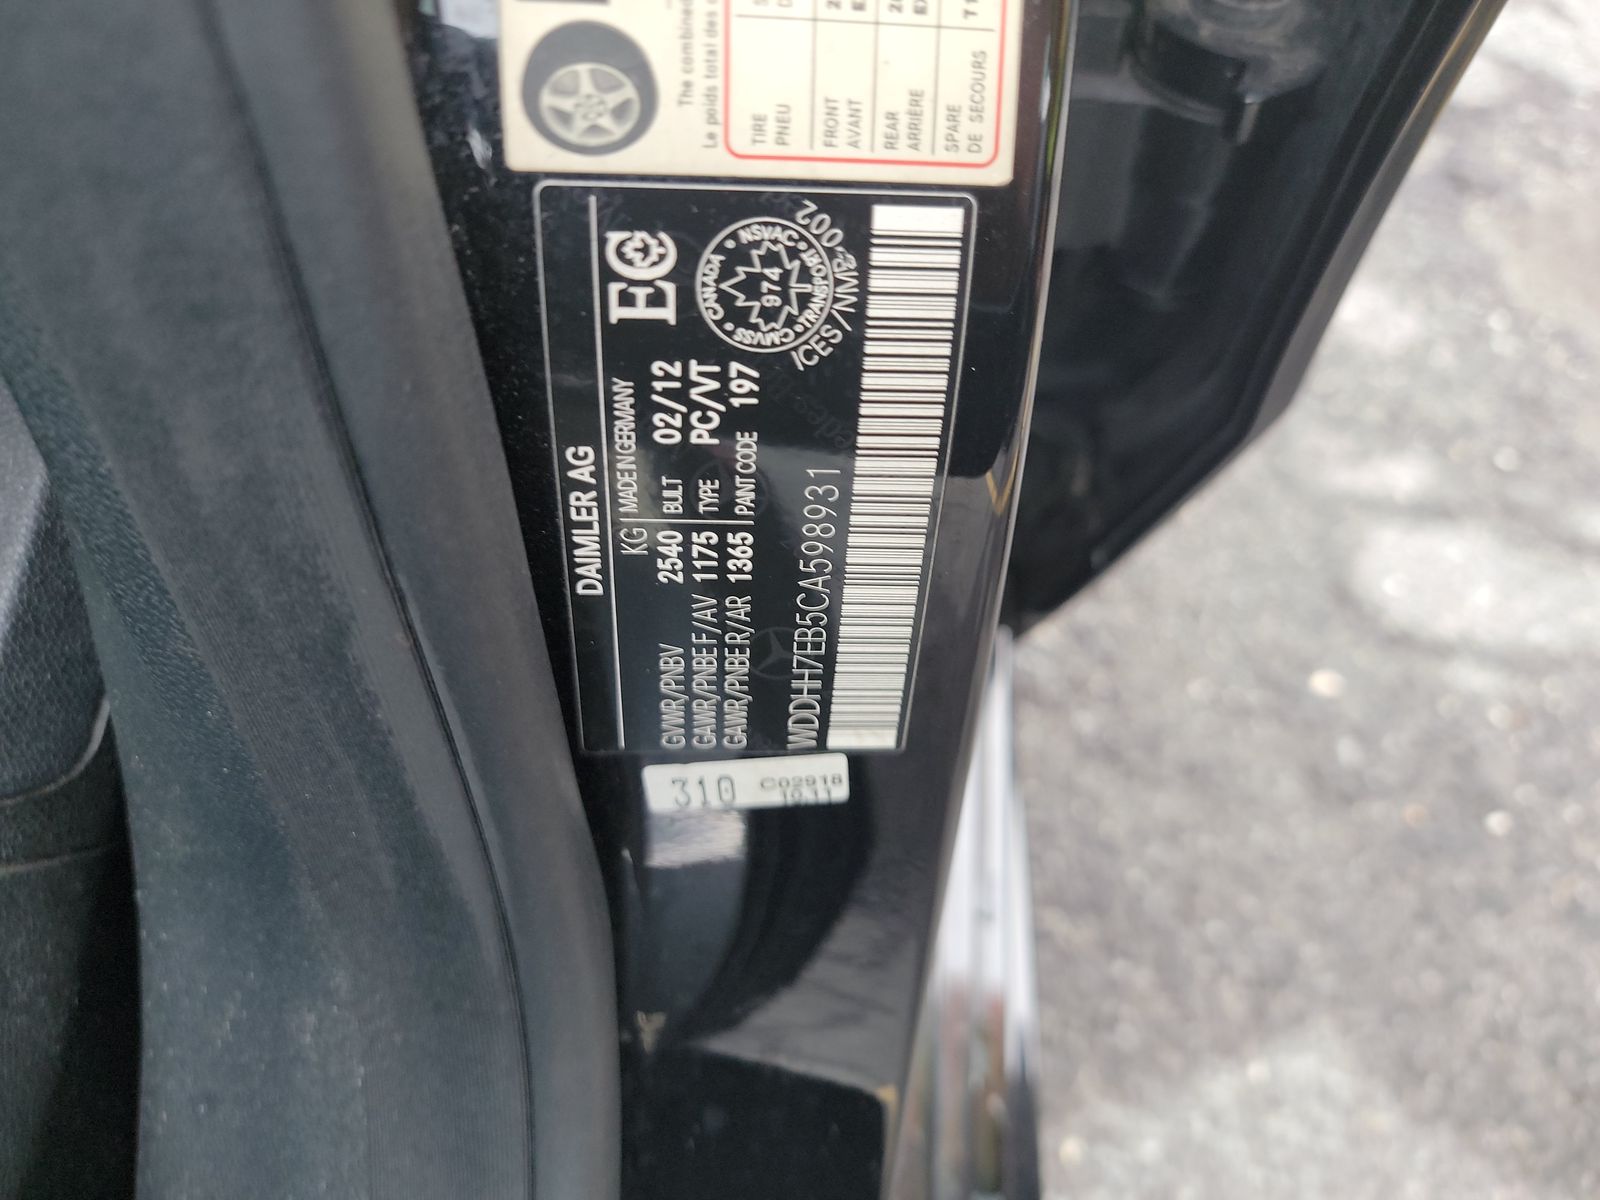 The combined
Le poids total des
TIRE
PNEU
FRONT
AVANT
REAR
ARRIÈRE
SPARE
DE SECOURS
DAIMLER AG
KG MADE IN GERMANY
GVWR/PNBV 2540 BUILT 02/12
GAWR/PNBE F/AV 1175 TYPE PC/VT
GAWR/PNBE R/AR 1365 PAINT CODE 197
EC
CANADA • NSVAC • TRANSPORT • CMVSS •
974
ICES/NMB-002
WDDHH7EB5CA598931
310 C02918